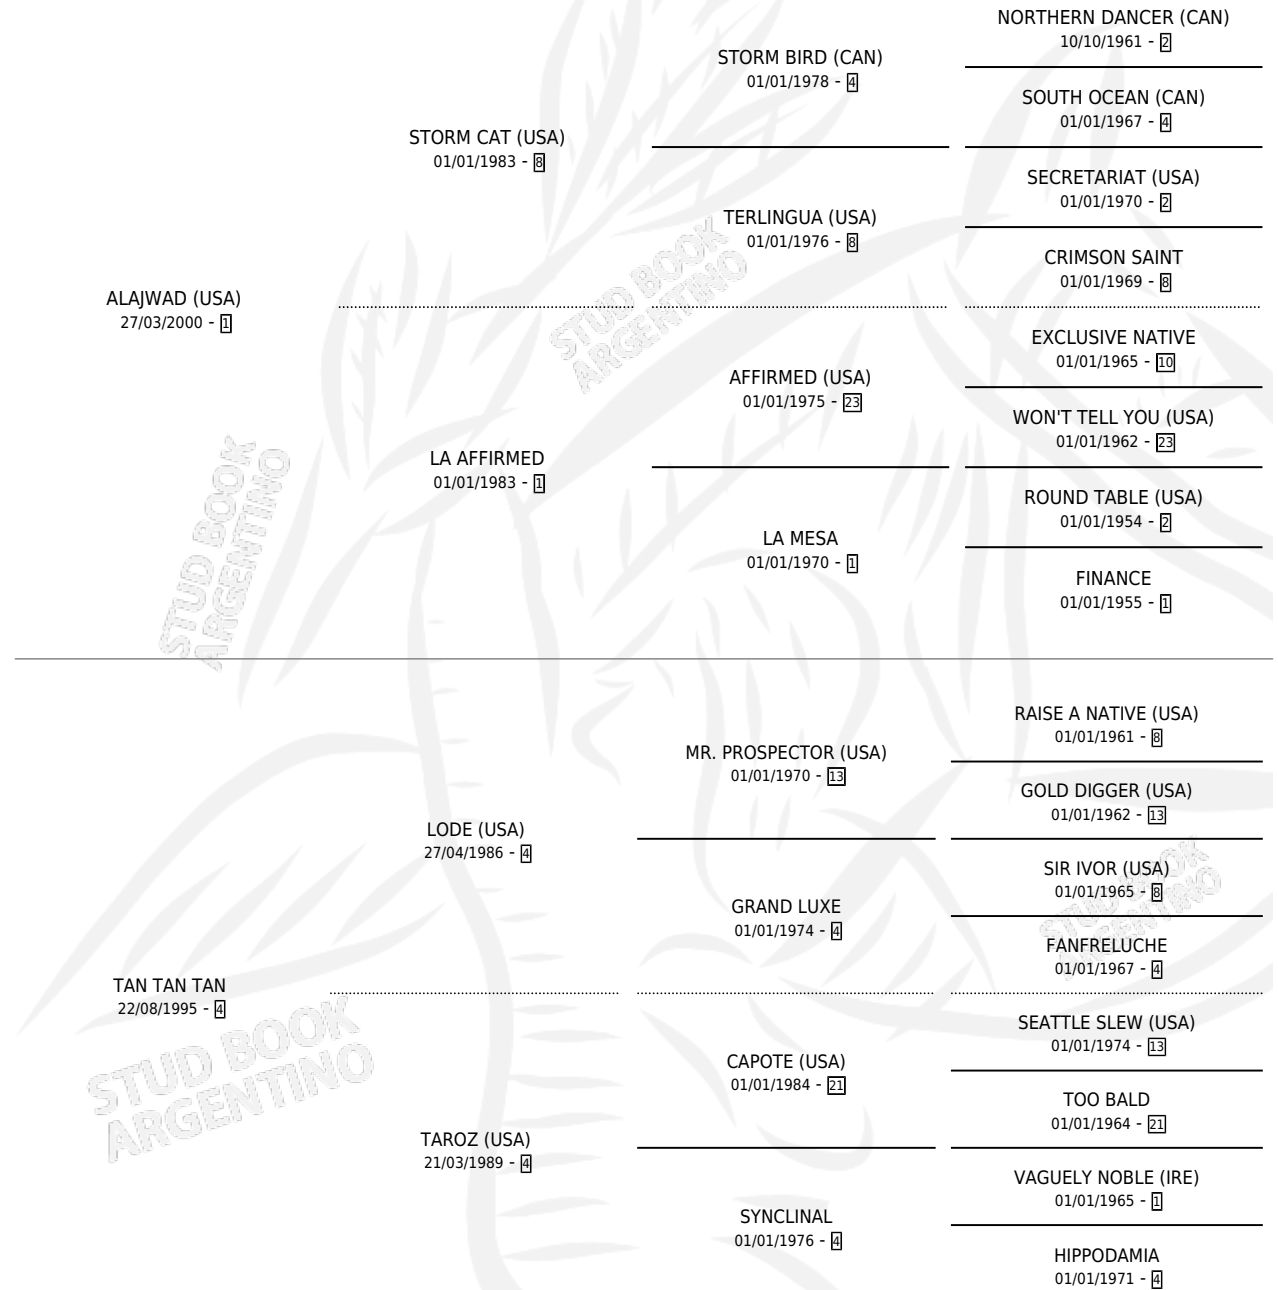 NORTHERN DANCER (CAN)
10/10/1961 - 2
STORM BIRD (CAN)
01/01/1978 - 4
SOUTH OCEAN (CAN)
01/01/1967 - 4
STORM CAT (USA)
01/01/1983 - 8
SECRETARIAT (USA)
01/01/1970 - 2
TERLINGUA (USA)
01/01/1976 - 8
CRIMSON SAINT
01/01/1969 - 8
ALAJWAD (USA)
27/03/2000 - 1
EXCLUSIVE NATIVE
01/01/1965 - 10
AFFIRMED (USA)
01/01/1975 - 23
WON'T TELL YOU (USA)
01/01/1962 - 23
LA AFFIRMED
01/01/1983 - 1
ROUND TABLE (USA)
01/01/1954 - 2
LA MESA
01/01/1970 - 1
FINANCE
01/01/1955 - 1
RAISE A NATIVE (USA)
01/01/1961 - 8
MR. PROSPECTOR (USA)
01/01/1970 - 13
GOLD DIGGER (USA)
01/01/1962 - 13
LODE (USA)
27/04/1986 - 4
SIR IVOR (USA)
01/01/1965 - 8
GRAND LUXE
01/01/1974 - 4
FANFRELUCHE
01/01/1967 - 4
TAN TAN TAN
22/08/1995 - 4
SEATTLE SLEW (USA)
01/01/1974 - 13
CAPOTE (USA)
01/01/1984 - 21
TOO BALD
01/01/1964 - 21
TAROZ (USA)
21/03/1989 - 4
VAGUELY NOBLE (IRE)
01/01/1965 - 1
SYNCLINAL
01/01/1976 - 4
HIPPODAMIA
01/01/1971 - 4
STUD BOOK
ARGENTINO
STUD BOOK
ARGENTINO
STUD BOOK
ARGENTINO
STUD BOOK
ARGENTINO